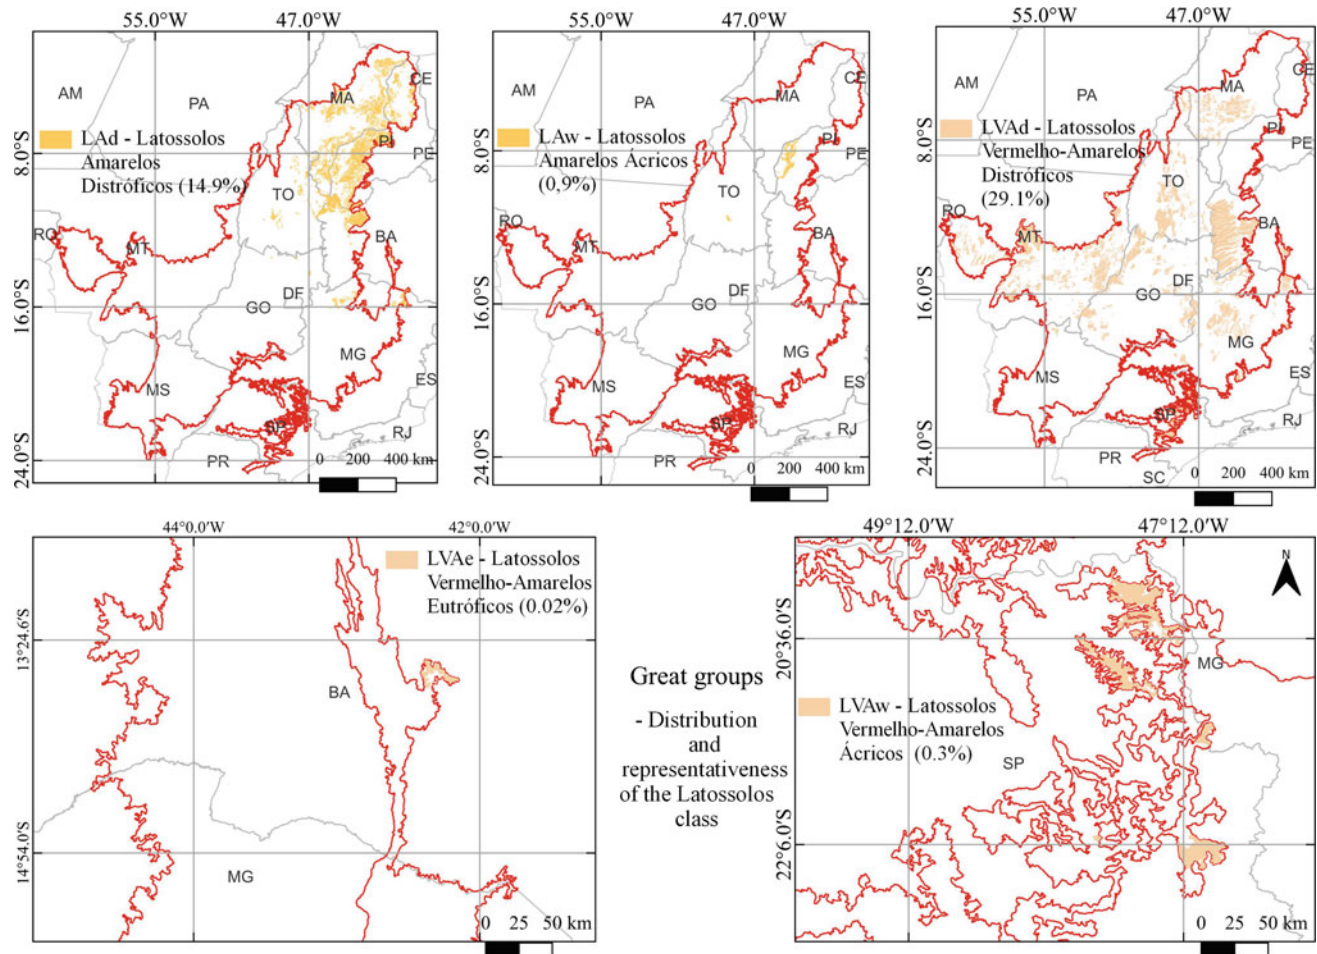 55.0°W 47.0°W
AM
PA
MA
CE
PI
PE
LAd - Latossolos
Amarelos
Distróficos (14.9%)
8.0°S
TO
RO
MT
BA
DF
GO
16.0°S
MG
MS
ES
SP
RJ
PR
24.0°S
0 200 400 km
55.0°W 47.0°W
AM
PA
MA
CE
PI
PE
LAw - Latossolos
Amarelos Ácricos
(0,9%)
8.0°S
TO
RO
MT
BA
DF
GO
16.0°S
MG
MS
ES
SP
RJ
PR
24.0°S
0 200 400 km
55.0°W 47.0°W
AM
PA
MA
CE
PI
PE
LVAd - Latossolos
Vermelho-Amarelos
Distróficos
(29.1%)
8.0°S
TO
RO
MT
BA
DF
GO
16.0°S
MG
MS
ES
SP
RJ
PR
SC
24.0°S
0 200 400 km
44°0.0'W 42°0.0'W
LVAe - Latossolos
Vermelho-Amarelos
Eutróficos (0.02%)
13°24.6'S
BA
14°54.0'S
MG
0 25 50 km
Great groups
- Distribution
and
representativeness
of the Latossolos
class
49°12.0'W 47°12.0'W
N
20°36.0'S
MG
LVAw - Latossolos
Vermelho-Amarelos
Ácricos (0.3%)
SP
22°6.0'S
0 25 50 km